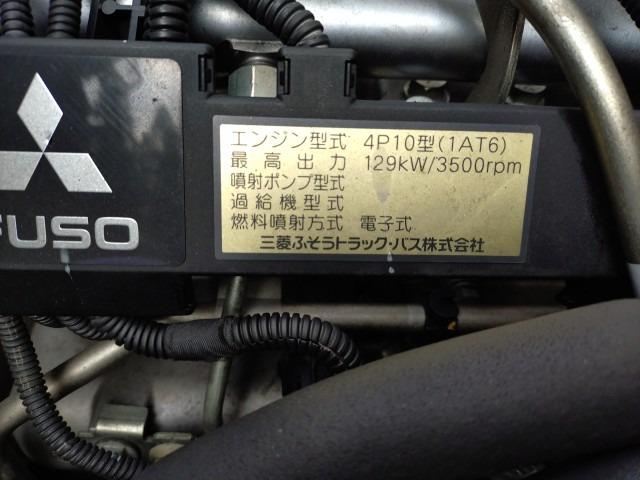 FUSO
エンジン型式 4P10型(1AT6)
最高出力 129kW/3500rpm
噴射ポンプ型式
過給機型式
燃料噴射方式 電子式
三菱ふそうトラック・バス株式会社